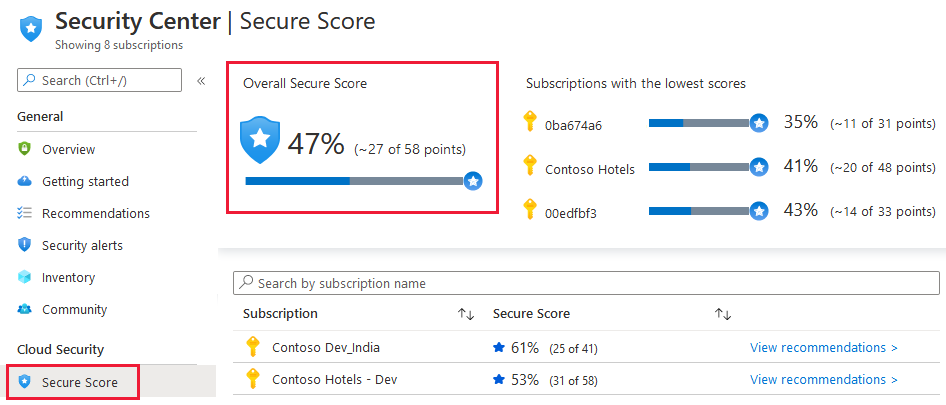 Security Center | Secure Score
Showing 8 subscriptions
Search (Ctrl+/) «
General
Overview
Getting started
Recommendations
Security alerts
Inventory
Community
Cloud Security
Secure Score
Overall Secure Score
47% (~27 of 58 points)
Subscriptions with the lowest scores
0ba674a6 35% (~11 of 31 points)
Contoso Hotels 41% (~20 of 48 points)
00edfbf3 43% (~14 of 33 points)
Search by subscription name
Subscription ↑↓ Secure Score ↑↓
Contoso Dev_India 61% (25 of 41) View recommendations >
Contoso Hotels - Dev 53% (31 of 58) View recommendations >